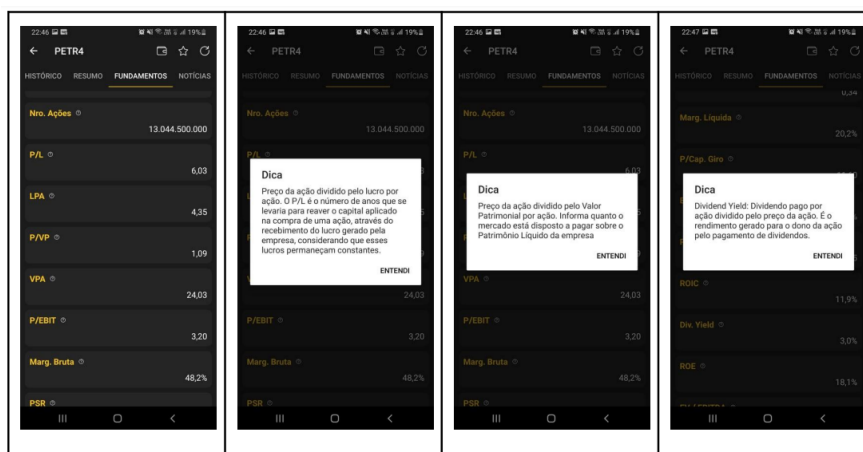 22:46
19%
PETR4
HISTÓRICO RESUMO FUNDAMENTOS NOTÍCIAS
Nro. Ações
13.044.500.000
P/L
6,03
LPA
4,35
P/VP
1,09
VPA
24,03
P/EBIT
3,20
Marg. Bruta
48,2%
PSR
22:46
19%
PETR4
HISTÓRICO RESUMO FUNDAMENTOS NOTÍCIAS
Nro. Ações
13.044.500.000
P/L
Dica
Preço da ação dividido pelo lucro por
ação. O P/L é o número de anos que se
levaria para reaver o capital aplicado
na compra de uma ação, através do
recebimento do lucro gerado pela
empresa, considerando que esses
lucros permaneçam constantes.
ENTENDI
24,03
P/EBIT
3,20
Marg. Bruta
48,2%
PSR
22:46
19%
PETR4
HISTÓRICO RESUMO FUNDAMENTOS NOTÍCIAS
Nro. Ações
13.044.500.000
P/L
6,03
Dica
Preço da ação dividido pelo Valor
Patrimonial por ação. Informa quanto o
mercado está disposto a pagar sobre o
Patrimônio Líquido da empresa
ENTENDI
VPA
24,03
P/EBIT
3,20
Marg. Bruta
48,2%
PSR
22:47
19%
PETR4
HISTÓRICO RESUMO FUNDAMENTOS NOTÍCIAS
0,34
Marg. Líquida
20,2%
P/Cap. Giro
Dica
Dividend Yield: Dividendo pago por
ação dividido pelo preço da ação. É o
rendimento gerado para o dono da ação
pelo pagamento de dividendos.
ENTENDI
ROIC
11,9%
Div. Yield
3,0%
ROE
18,1%